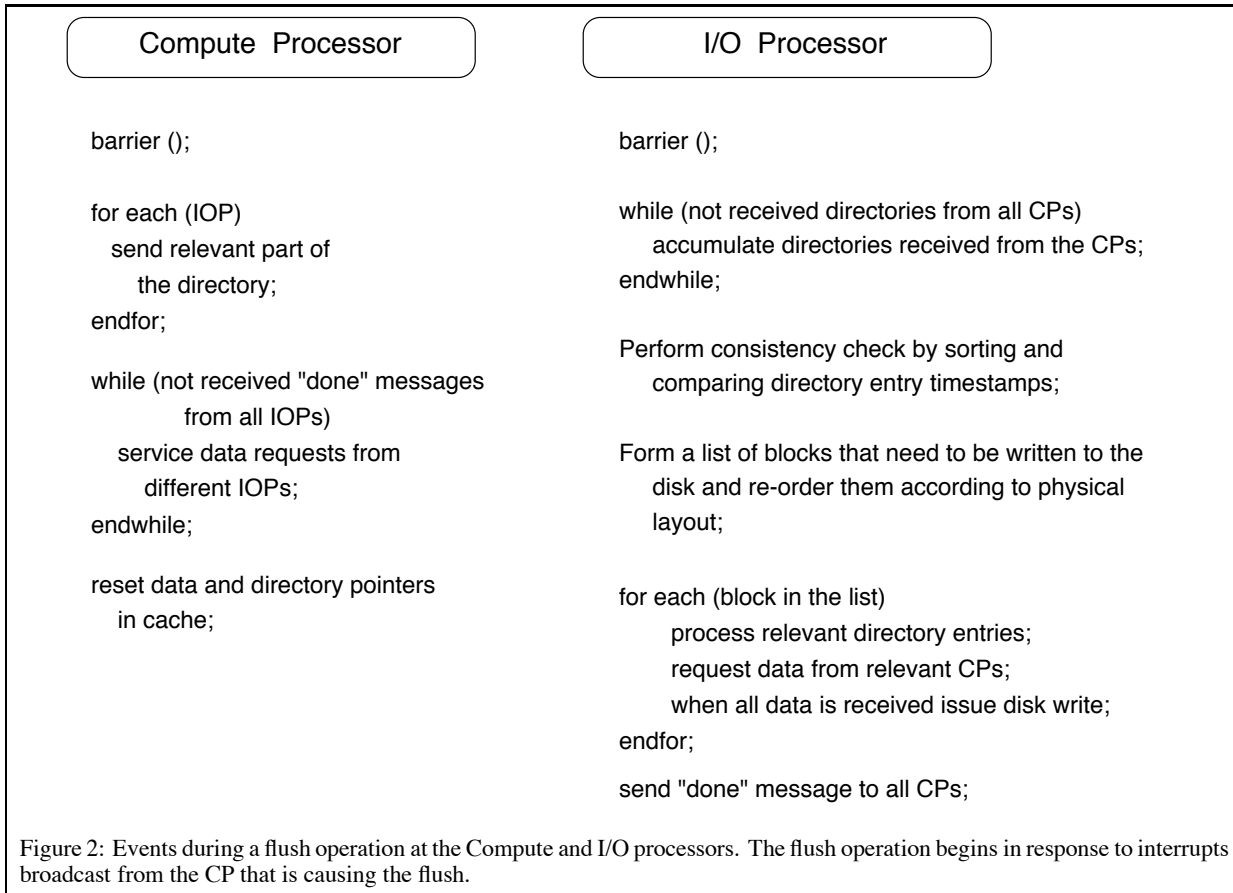 Compute Processor
barrier ();
for each (IOP)
send relevant part of
the directory;
endfor;
while (not received "done" messages
from all IOPs)
service data requests from
different IOPs;
endwhile;
reset data and directory pointers
in cache;
I/O Processor
barrier ();
while (not received directories from all CPs)
accumulate directories received from the CPs;
endwhile;
Perform consistency check by sorting and
comparing directory entry timestamps;
Form a list of blocks that need to be written to the
disk and re-order them according to physical
layout;
for each (block in the list)
process relevant directory entries;
request data from relevant CPs;
when all data is received issue disk write;
endfor;
send "done" message to all CPs;
Figure 2: Events during a flush operation at the Compute and I/O processors. The flush operation begins in response to interrupts
broadcast from the CP that is causing the flush.